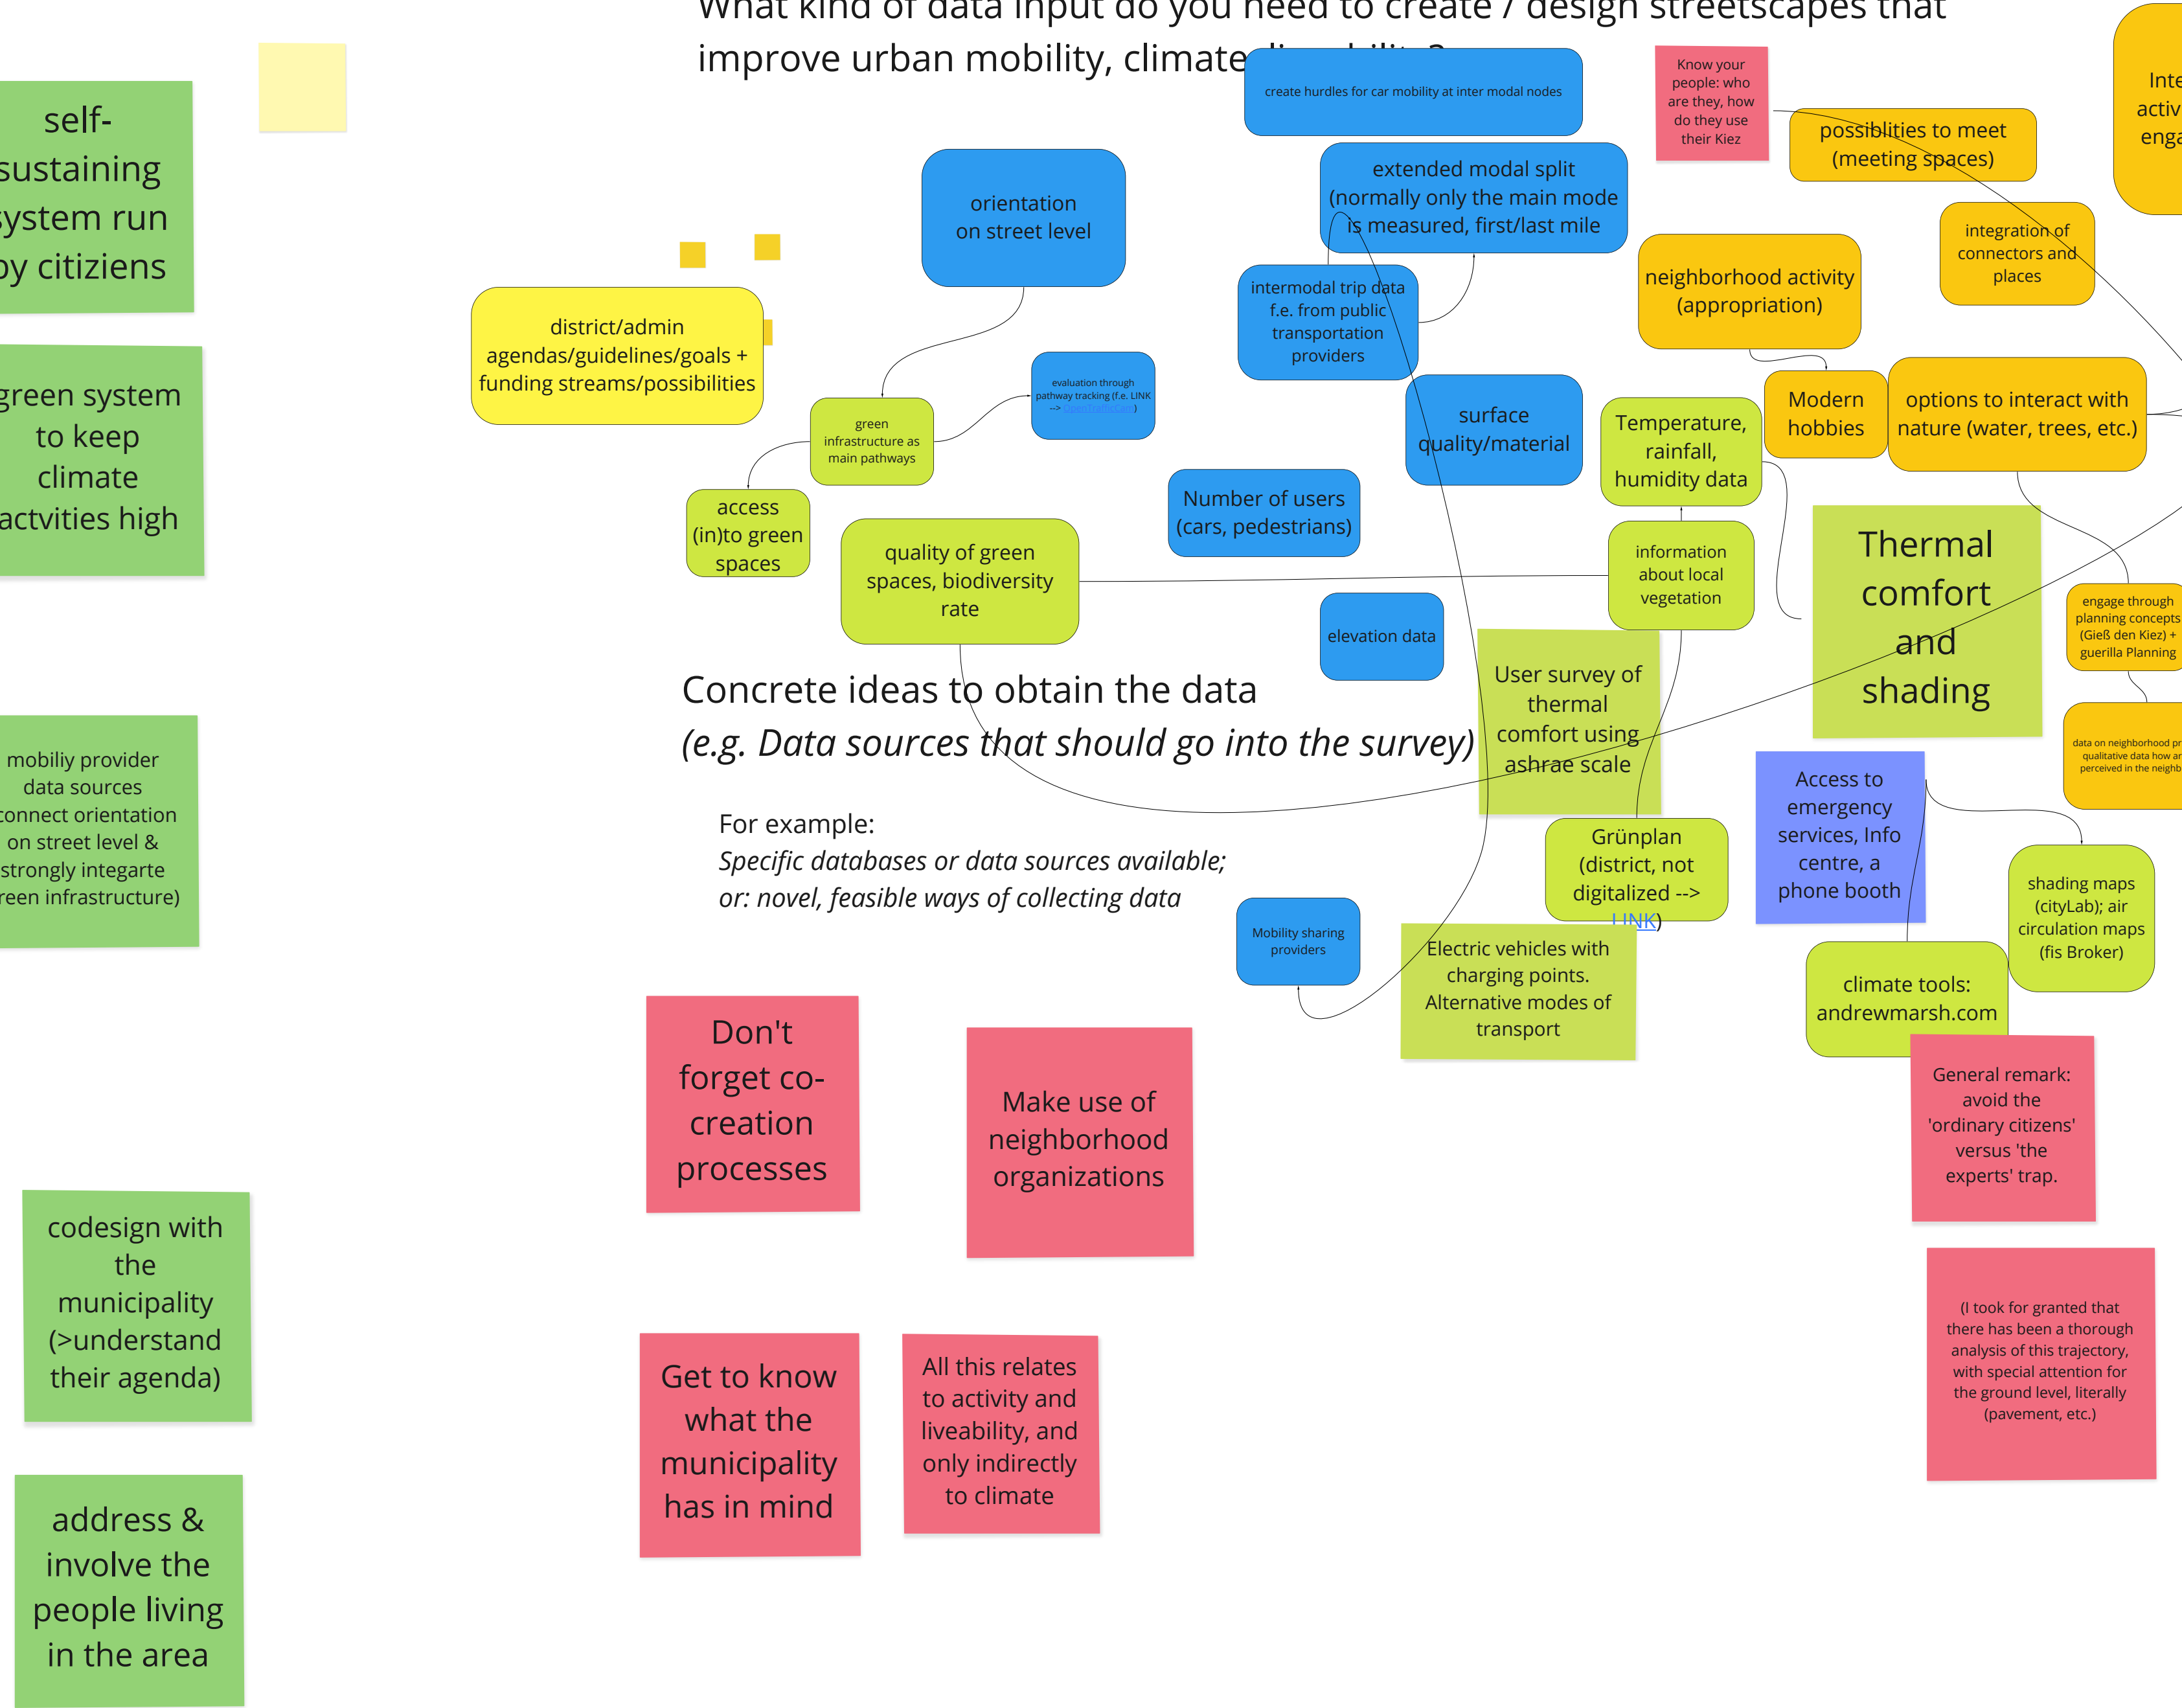 What kind of data input do you need to create / design streetscapes that
improve urban mobility, climate
create hurdles for car mobility at inter modal nodes
Know your
people: who
are they, how
do they use
their Kiez
possiblities to meet
(meeting spaces)
self-
sustaining
system run
by citiziens
orientation
on street level
extended modal split
(normally only the main mode
is measured, first/last mile
integration of
connectors and
places
neighborhood activity
(appropriation)
intermodal trip data
f.e. from public
transportation
providers
district/admin
agendas/guidelines/goals +
funding streams/possibilities
evaluation through
pathway tracking (f.e. LINK
--> OpenTrafficCam)
green
infrastructure as
main pathways
surface
quality/material
Temperature,
rainfall,
humidity data
Modern
hobbies
options to interact with
nature (water, trees, etc.)
green system
to keep
climate
actvities high
access
(in)to green
spaces
Number of users
(cars, pedestrians)
quality of green
spaces, biodiversity
rate
information
about local
vegetation
Thermal
comfort
and
shading
elevation data
engage through
planning concepts
(Gieß den Kiez) +
guerilla Planning
Concrete ideas to obtain the data
(e.g. Data sources that should go into the survey)
User survey of
thermal
comfort using
ashrae scale
data on neighborhood
qualitative data how
perceived in the
mobiliy provider
data sources
connect orientation
on street level &
strongly integarte
green infrastructure)
Access to
emergency
services, Info
centre, a
phone booth
For example:
Specific databases or data sources available;
or: novel, feasible ways of collecting data
Grünplan
(district, not
digitalized -->
LINK)
shading maps
(cityLab); air
circulation maps
(fis Broker)
Mobility sharing
providers
Electric vehicles with
charging points.
Alternative modes of
transport
climate tools:
andrewmarsh.com
Don't
forget co-
creation
processes
Make use of
neighborhood
organizations
General remark:
avoid the
'ordinary citizens'
versus 'the
experts' trap.
codesign with
the
municipality
(>understand
their agenda)
(I took for granted that
there has been a thorough
analysis of this trajectory,
with special attention for
the ground level, literally
(pavement, etc.)
Get to know
what the
municipality
has in mind
All this relates
to activity and
liveability, and
only indirectly
to climate
address &
involve the
people living
in the area